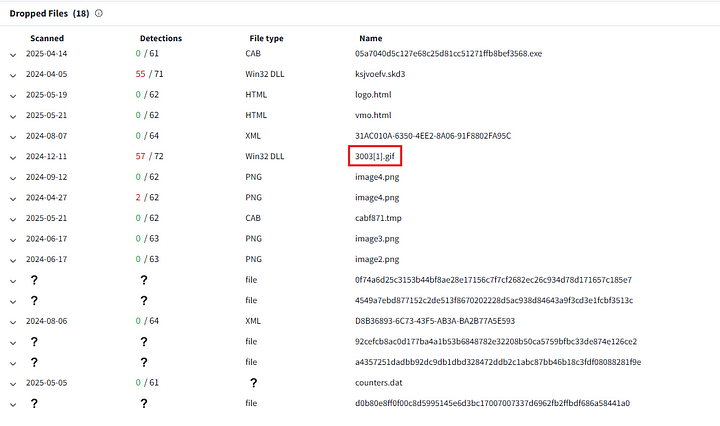 Dropped Files (18)
Scanned Detections File type Name
2025-04-14 0 / 61 CAB 05a7040d5c127e68c25d81cc51271ffb8bef3568.exe
2024-04-05 55 / 71 Win32 DLL ksjvoefv.skd3
2025-05-19 0 / 62 HTML logo.html
2025-05-21 0 / 62 HTML vmo.html
2024-08-07 0 / 64 XML 31AC010A-6350-4EE2-8A06-91F8802FA95C
2024-12-11 57 / 72 Win32 DLL 3003[1].gif
2024-09-12 0 / 62 PNG image4.png
2024-04-27 2 / 62 PNG image4.png
2025-05-21 0 / 62 CAB cabf871.tmp
2024-06-17 0 / 63 PNG image3.png
2024-06-17 0 / 63 PNG image2.png
? ? file 0f74a6d25c3153b44bf8ae28e17156c7f7cf2682ec26c934d78d171657c185e7
? ? file 4549a7ebd877152c2de513f8670202228d5ac938d84643a9f3cd3e1fcbf3513c
2024-08-06 0 / 64 XML D8B36893-6C73-43F5-AB3A-BA2B77A5E593
? ? file 92cefcb8ac0d177ba4a1b53b6848782e32208b50ca5759bfbc33de874e126ce2
? ? file a4357251dadbb92dc9db1dbd328472ddb2c1abc87bb46b18c3fdf08088281f9e
2025-05-05 0 / 61 ? counters.dat
? ? file d0b80e8ff0f00c8d5995145e6d3bc17007007337d6962fb2ffbdf686a58441a0